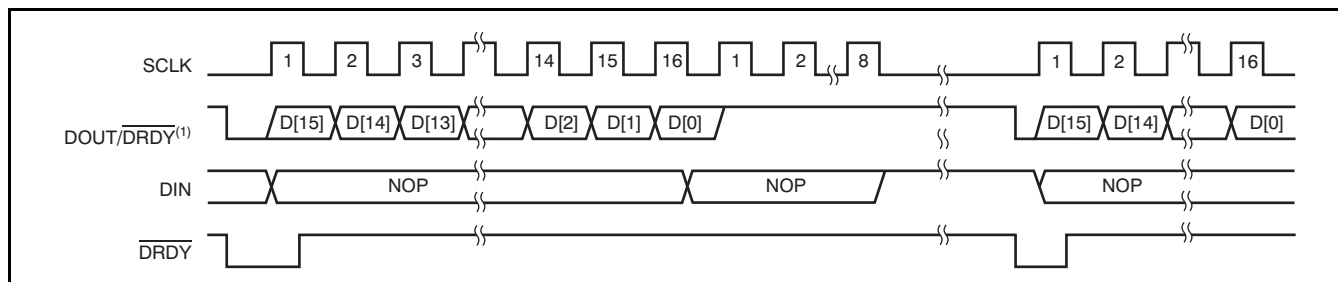 SCLK 1 2 3 14 15 16 1 2 8 1 2 16
DOUT/DRDY(1) D[15] D[14] D[13] D[2] D[1] D[0] D[15] D[14] D[0]
DIN NOP NOP NOP
DRDY